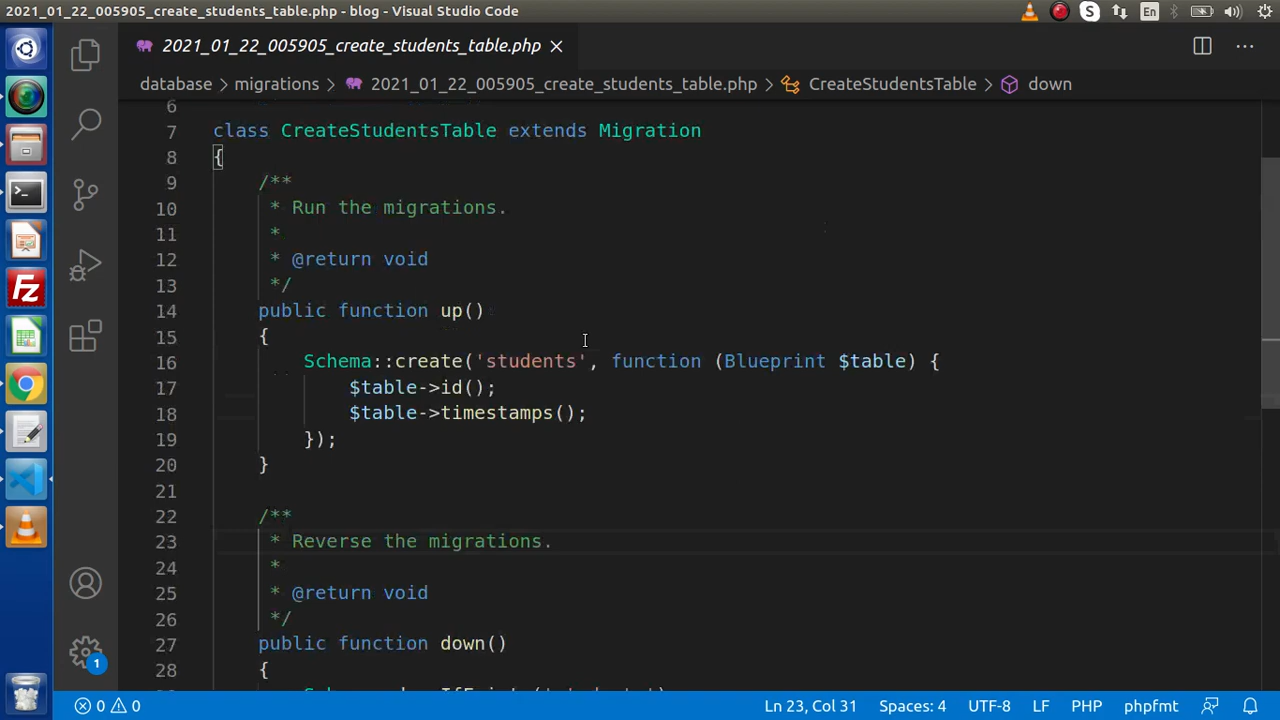 2021_01_22_005905_create_students_table.php - blog - Visual Studio Code
En
2021_01_22_005905_create_students_table.php
database > migrations > 2021_01_22_005905_create_students_table.php > CreateStudentsTable > down
6
7 class CreateStudentsTable extends Migration
8 {
9 /**
10 * Run the migrations.
11 *
12 * @return void
13 */
14 public function up()
15 {
16 Schema::create('students', function (Blueprint $table) {
17 $table->id();
18 $table->timestamps();
19 });
20 }
21
22 /**
23 * Reverse the migrations.
24 *
25 * @return void
26 */
27 public function down()
28 {
1
0 0 Ln 23, Col 31 Spaces: 4 UTF-8 LF PHP phpfmt